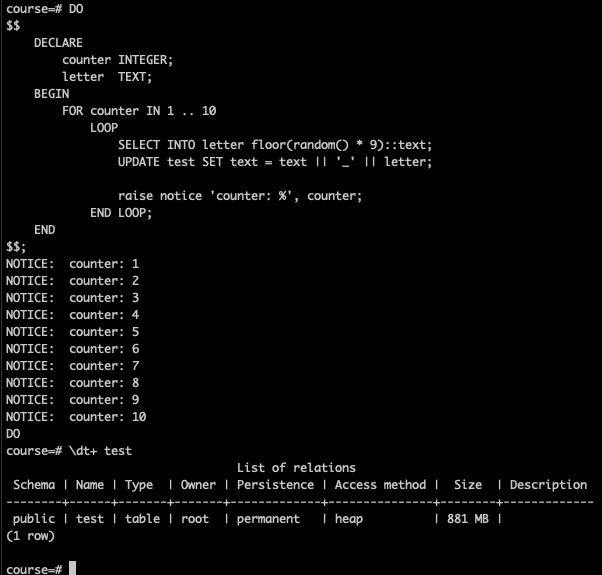 course=# DO
$$
    DECLARE
        counter INTEGER;
        letter  TEXT;
    BEGIN
        FOR counter IN 1 .. 10
            LOOP
                SELECT INTO letter floor(random() * 9)::text;
                UPDATE test SET text = text || '_' || letter;

                raise notice 'counter: %', counter;
            END LOOP;
    END
$$;
NOTICE:  counter: 1
NOTICE:  counter: 2
NOTICE:  counter: 3
NOTICE:  counter: 4
NOTICE:  counter: 5
NOTICE:  counter: 6
NOTICE:  counter: 7
NOTICE:  counter: 8
NOTICE:  counter: 9
NOTICE:  counter: 10
DO
course=# \dt+ test
                                 List of relations
 Schema | Name | Type  | Owner | Persistence | Access method |  Size  | Description
--------+------+-------+-------+-------------+---------------+--------+-------------
 public | test | table | root  | permanent   | heap          | 881 MB |
(1 row)

course=#